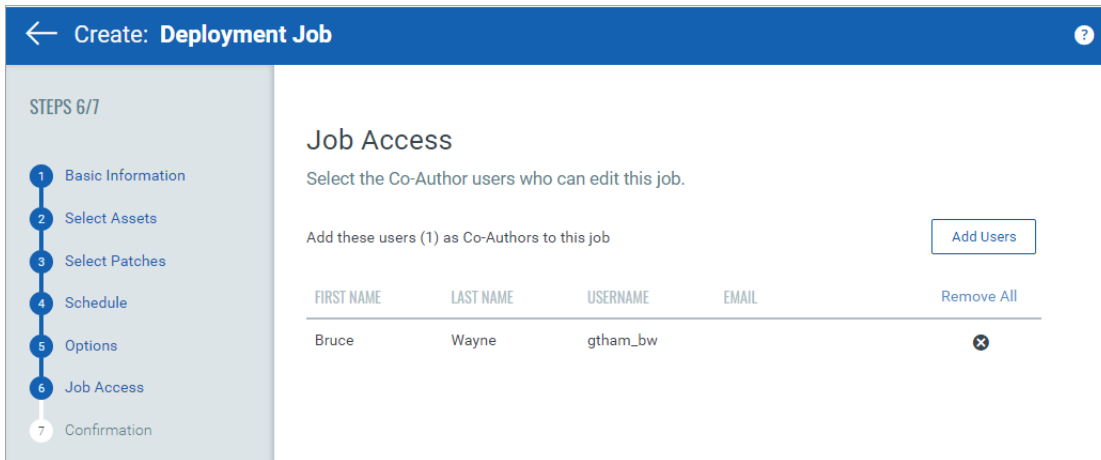 Create: Deployment Job
?
STEPS 6/7
1 Basic Information
2 Select Assets
3 Select Patches
4 Schedule
5 Options
6 Job Access
7 Confirmation
Job Access
Select the Co-Author users who can edit this job.
Add these users (1) as Co-Authors to this job
Add Users
FIRST NAME LAST NAME USERNAME EMAIL Remove All
Bruce Wayne gtham_bw